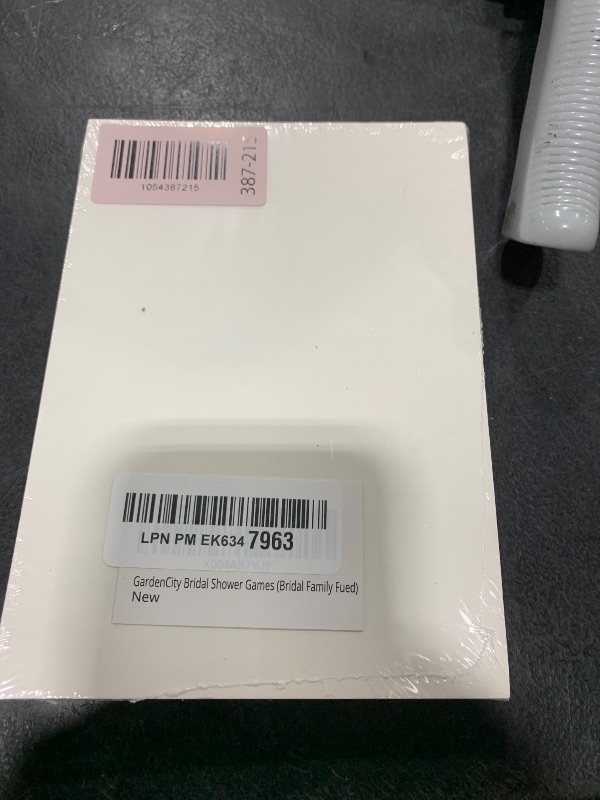 1054387215
387-215
LPN PM EK634 7963
GardenCity Bridal Shower Games (Bridal Family Fued)
New